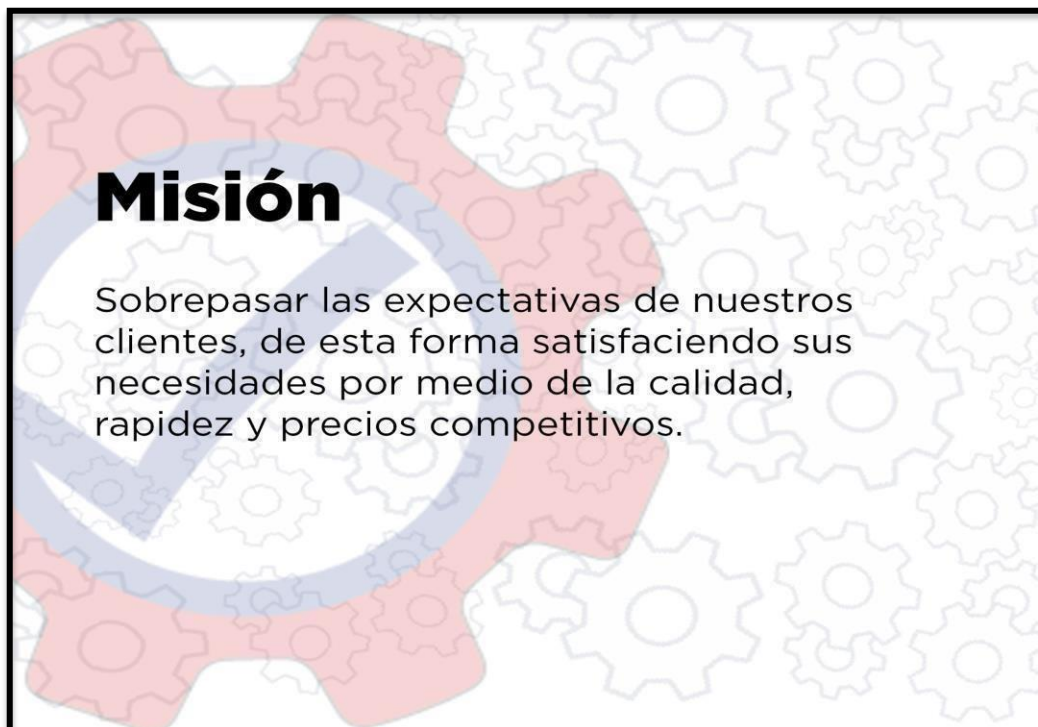 Misión
Sobrepasar las expectativas de nuestros
clientes, de esta forma satisfaciendo sus
necesidades por medio de la calidad,
rapidez y precios competitivos.